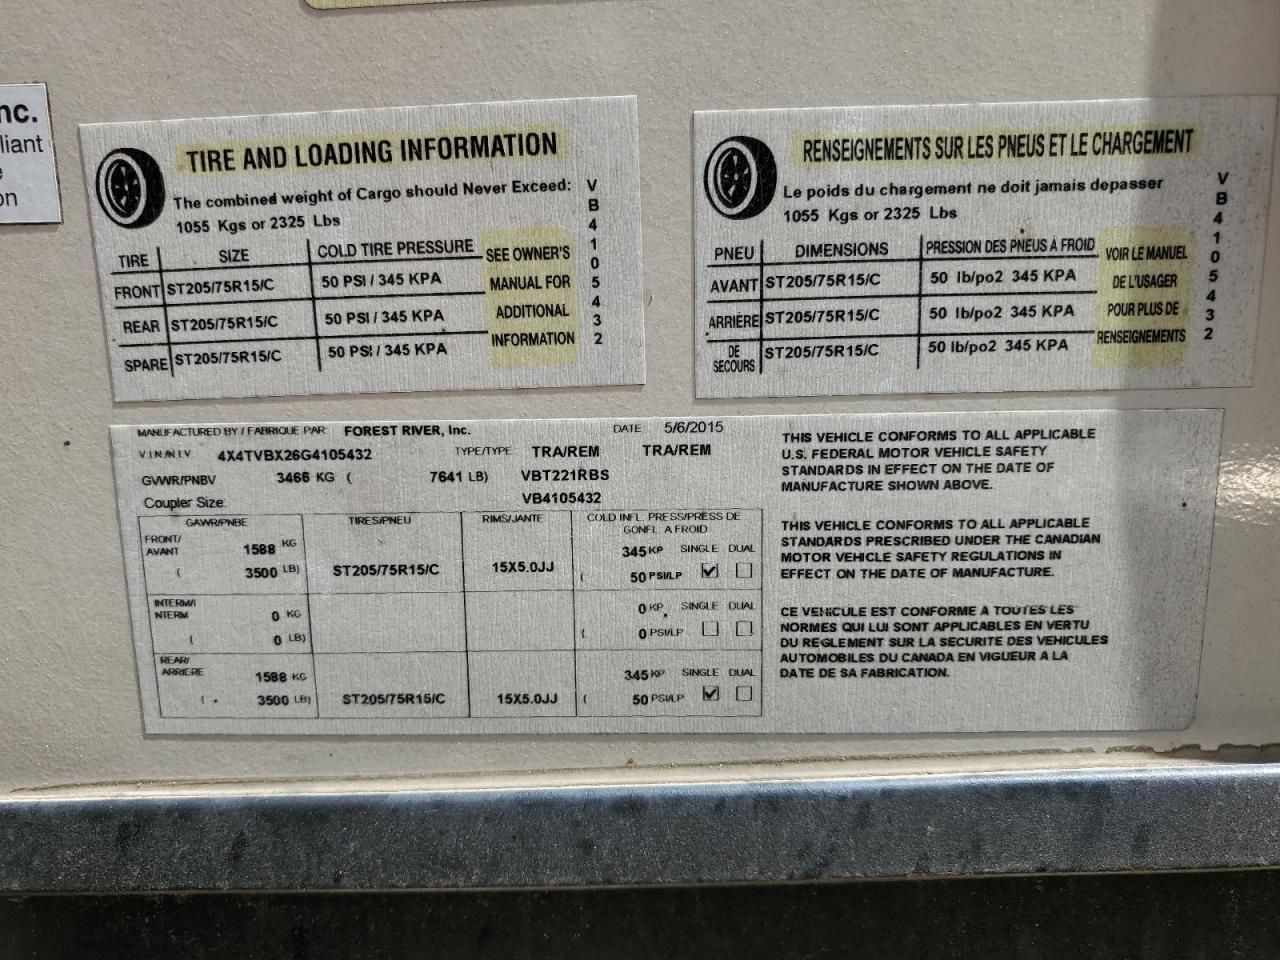 nc.
liant
e
on
TIRE AND LOADING INFORMATION
The combined weight of Cargo should Never Exceed:
1055 Kgs or 2325 Lbs
TIRE SIZE COLD TIRE PRESSURE
FRONT ST205/75R15/C 50 PSI / 345 KPA
REAR ST205/75R15/C 50 PSI / 345 KPA
SPARE ST205/75R15/C 50 PSI / 345 KPA
SEE OWNER'S
MANUAL FOR
ADDITIONAL
INFORMATION
VB4105432
RENSEIGNEMENTS SUR LES PNEUS ET LE CHARGEMENT
Le poids du chargement ne doit jamais depasser
1055 Kgs or 2325 Lbs
PNEU DIMENSIONS PRESSION DES PNEUS À FROID
AVANT ST205/75R15/C 50 lb/po2 345 KPA
ARRIÈRE ST205/75R15/C 50 lb/po2 345 KPA
DE SECOURS ST205/75R15/C 50 lb/po2 345 KPA
VOIR LE MANUEL
DE L'USAGER
POUR PLUS DE
RENSEIGNEMENTS
VB4105432
MANUFACTURED BY / FABRIQUE PAR: FOREST RIVER, Inc. DATE 5/6/2015
V.I.N/N.I.V 4X4TVBX26G4105432 TYPE/TYPE TRA/REM TRA/REM
GVWR/PNBV 3466 KG ( 7641 LB) VBT221RBS
Coupler Size: VB4105432
GAWR/PNBE TIRES/PNEU RIMS/JANTE COLD INFL. PRESS/PRESS DE
GONFL. A FROID
FRONT/
AVANT 1588 KG 345 KP SINGLE DUAL
( 3500 LB) ST205/75R15/C 15X5.0JJ ( 50 PSI/LP ☑ ☐
INTERM/
INTERM 0 KG 0 KP SINGLE DUAL
( 0 LB) ( 0 PSI/LP ☐ ☐
REAR/
ARRIERE 1588 KG 345 KP SINGLE DUAL
( 3500 LB) ST205/75R15/C 15X5.0JJ ( 50 PSI/LP ☑ ☐
THIS VEHICLE CONFORMS TO ALL APPLICABLE
U.S. FEDERAL MOTOR VEHICLE SAFETY
STANDARDS IN EFFECT ON THE DATE OF
MANUFACTURE SHOWN ABOVE.
THIS VEHICLE CONFORMS TO ALL APPLICABLE
STANDARDS PRESCRIBED UNDER THE CANADIAN
MOTOR VEHICLE SAFETY REGULATIONS IN
EFFECT ON THE DATE OF MANUFACTURE.
CE VEHICULE EST CONFORME A TOUTES LES
NORMES QUI LUI SONT APPLICABLES EN VERTU
DU REGLEMENT SUR LA SECURITE DES VEHICULES
AUTOMOBILES DU CANADA EN VIGUEUR A LA
DATE DE SA FABRICATION.